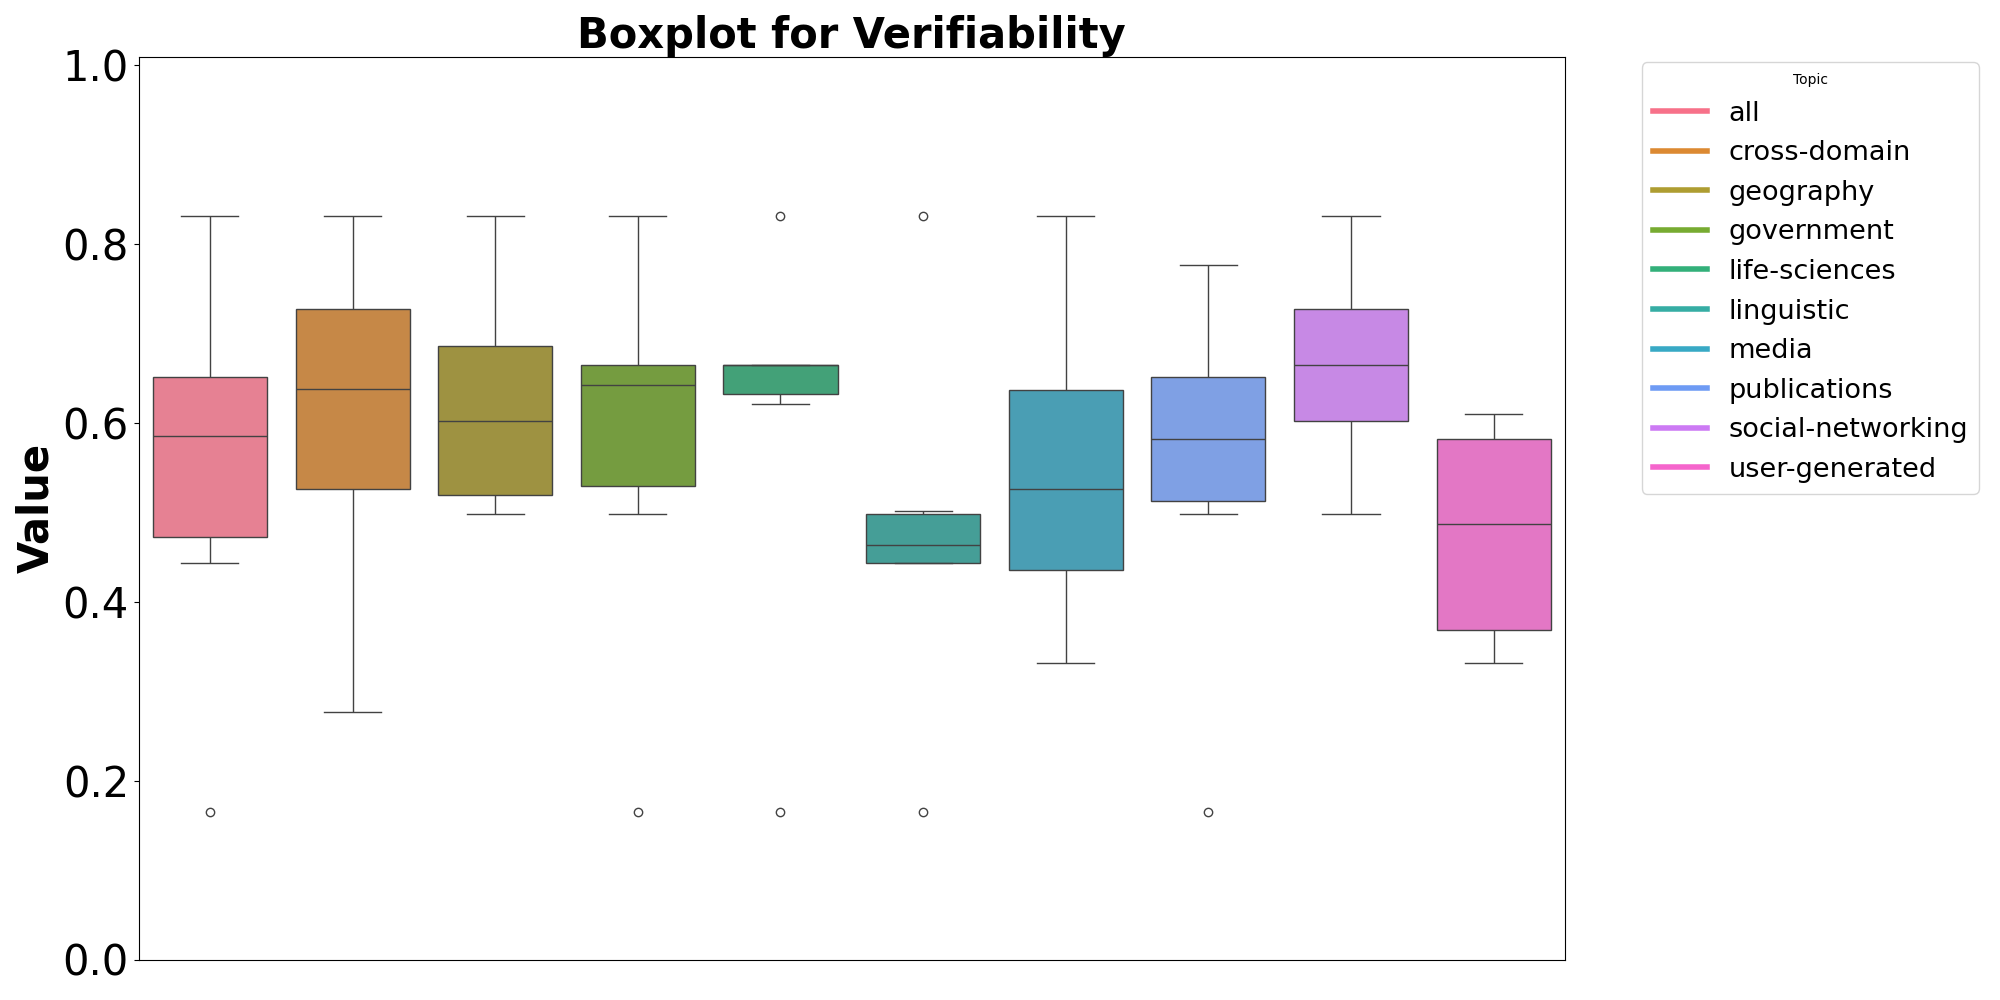 Boxplot for Verifiability
Value
1.0
0.8
0.6
0.4
0.2
0.0
Topic
all
cross-domain
geography
government
life-sciences
linguistic
media
publications
social-networking
user-generated